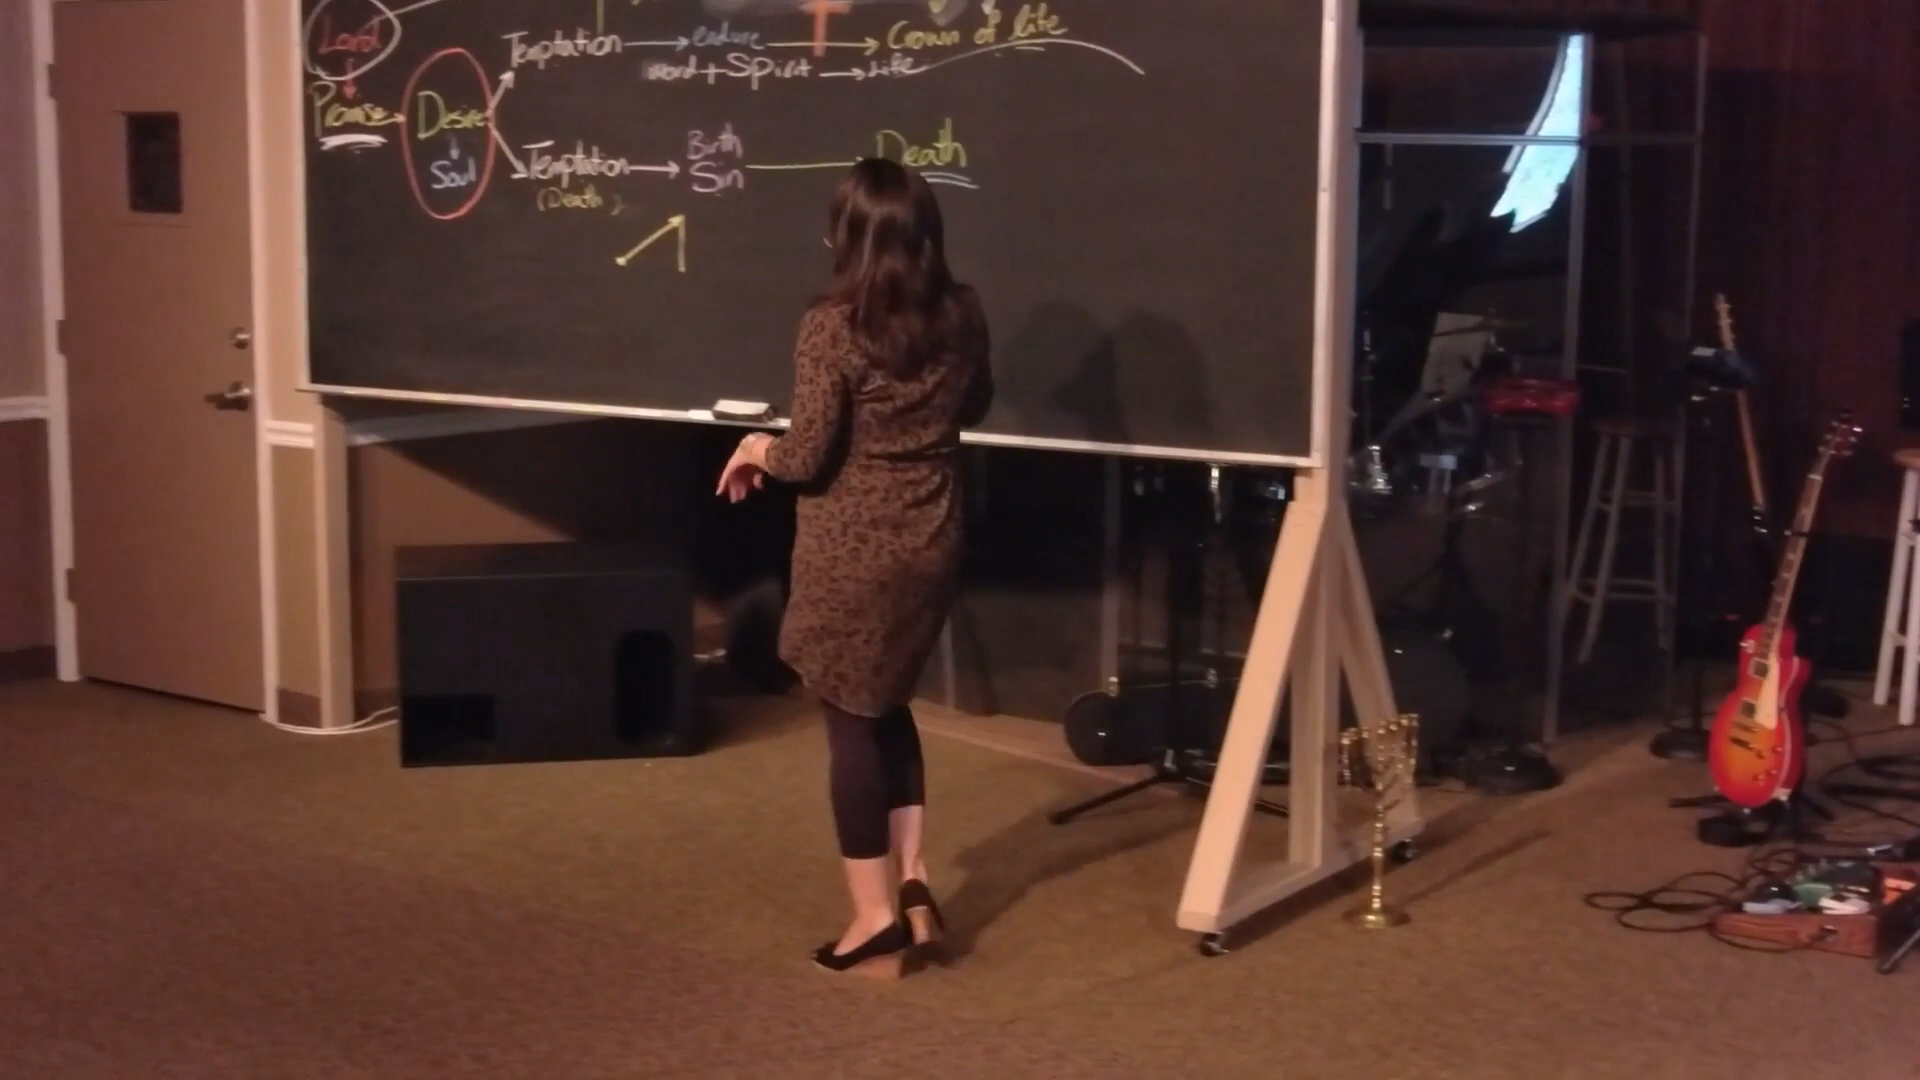 Lord
Temptation → endure → Crown of life
Word + Spirit → Life
Promise → Desire
Soul
Temptation → Birth Death
(Death) Sin